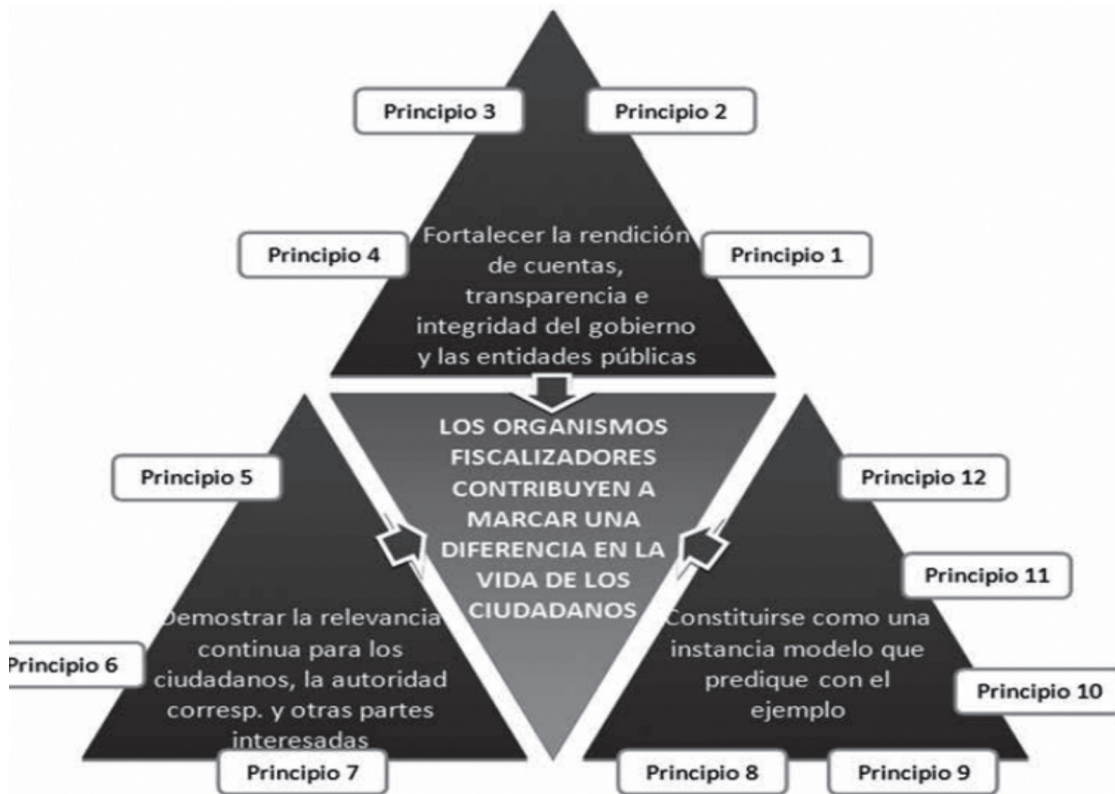 Principio 3
Principio 2
Principio 4
Principio 1
Fortalecer la rendición
de cuentas,
transparencia e
integridad del gobierno
y las entidades públicas
LOS ORGANISMOS
FISCALIZADORES
CONTRIBUYEN A
MARCAR UNA
DIFERENCIA EN LA
VIDA DE LOS
CIUDADANOS
Principio 5
Principio 6
Demostrar la relevancia
continua para los
ciudadanos, la autoridad
corresp. y otras partes
interesadas
Principio 7
Principio 12
Principio 11
Constituirse como una
instancia modelo que
predique con el
ejemplo
Principio 10
Principio 8
Principio 9